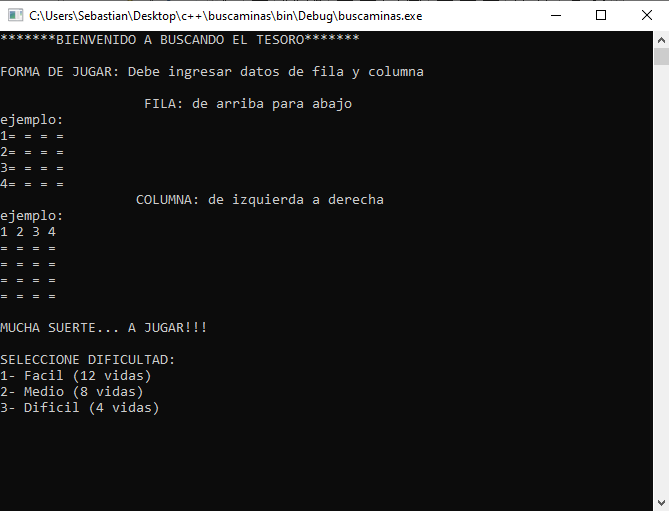 C:\Users\Sebastian\Desktop\c++\buscaminas\bin\Debug\buscaminas.exe
*******BIENVENIDO A BUSCANDO EL TESORO*******
FORMA DE JUGAR: Debe ingresar datos de fila y columna
FILA: de arriba para abajo
ejemplo:
1= = = =
2= = = =
3= = = =
4= = = =
COLUMNA: de izquierda a derecha
ejemplo:
1 2 3 4
= = = =
= = = =
= = = =
= = = =
MUCHA SUERTE... A JUGAR!!!
SELECCIONE DIFICULTAD:
1- Facil (12 vidas)
2- Medio (8 vidas)
3- Dificil (4 vidas)